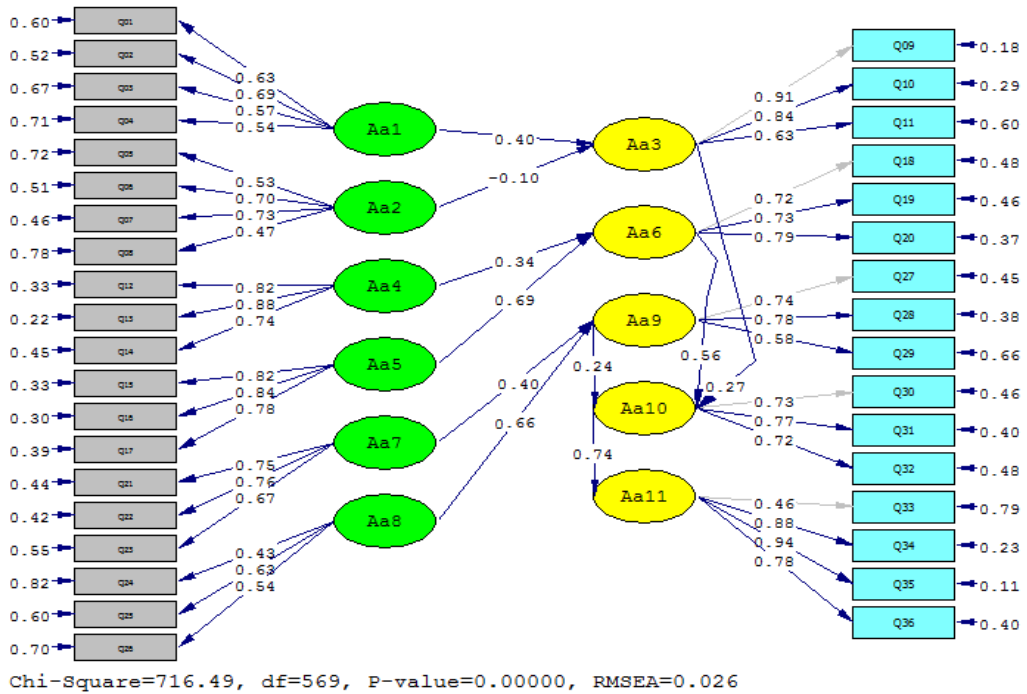 0.60 Q01
0.52 Q02
0.67 Q03
0.71 Q04
0.72 Q05
0.51 Q06
0.46 Q07
0.78 Q08
0.33 Q12
0.22 Q13
0.45 Q14
0.33 Q15
0.30 Q16
0.39 Q17
0.44 Q21
0.42 Q22
0.55 Q23
0.82 Q24
0.60 Q25
0.70 Q26
0.63
0.69
0.57
0.54
0.53
0.70
0.73
0.47
0.82
0.88
0.74
0.82
0.84
0.78
0.75
0.76
0.67
0.43
0.63
0.54
Aa1
Aa2
Aa4
Aa5
Aa7
Aa8
0.40
-0.10
0.34
0.69
0.40
0.66
Aa3
Aa6
Aa9
0.24
Aa10
0.74
Aa11
0.56
0.27
0.91
0.84
0.63
0.72
0.73
0.79
0.74
0.78
0.58
0.73
0.77
0.72
0.46
0.88
0.94
0.78
Q09 0.18
Q10 0.29
Q11 0.60
Q18 0.48
Q19 0.46
Q20 0.37
Q27 0.45
Q28 0.38
Q29 0.66
Q30 0.46
Q31 0.40
Q32 0.48
Q33 0.79
Q34 0.23
Q35 0.11
Q36 0.40
Chi-Square=716.49, df=569, P-value=0.00000, RMSEA=0.026